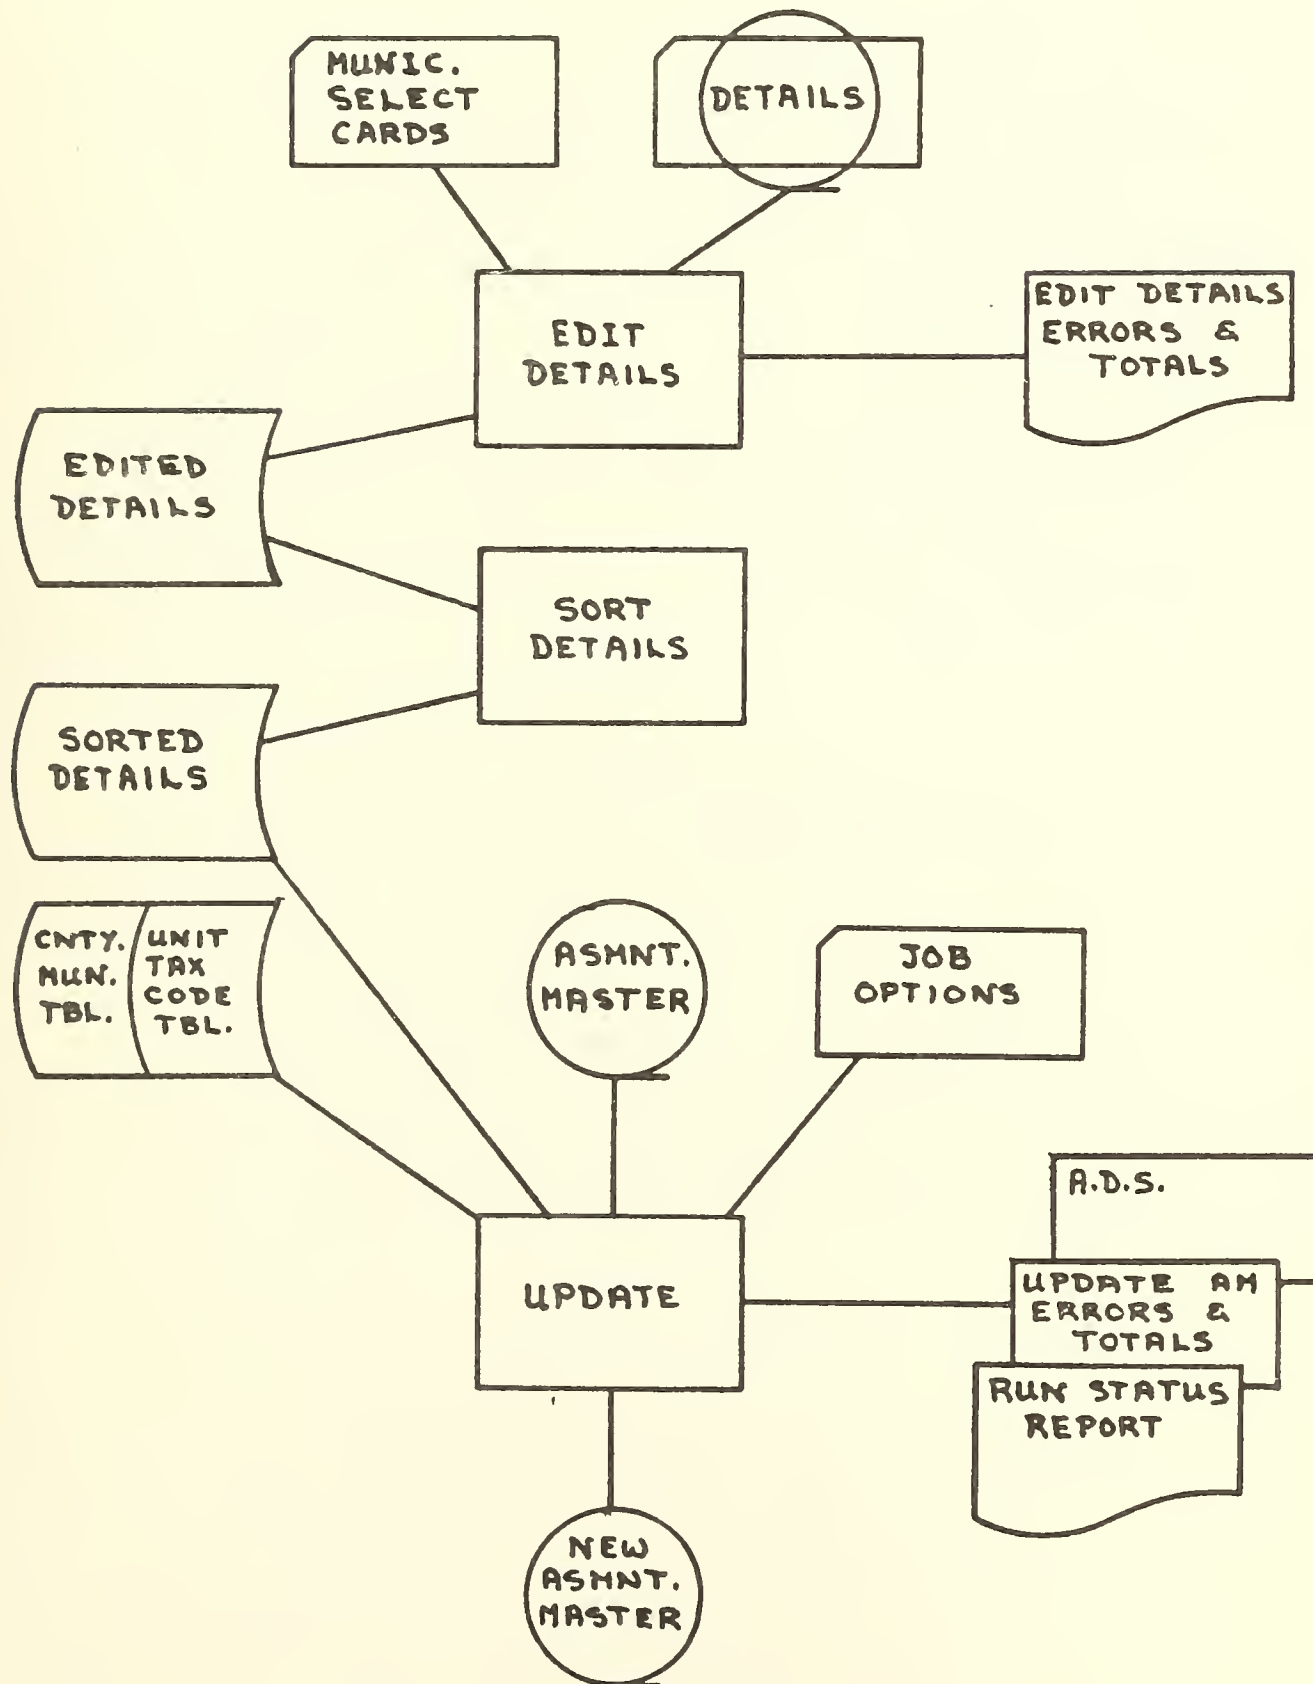 MUNIC.
SELECT
CARDS
DETAILS
EDIT
DETAILS
EDIT DETAILS
ERRORS &
TOTALS
EDITED
DETAILS
SORT
DETAILS
SORTED
DETAILS
CNTY.
MUN.
TBL.
UNIT
TAX
CODE
TBL.
ASMNT.
MASTER
JOB
OPTIONS
A.D.S.
UPDATE
UPDATE AM
ERRORS &
TOTALS
RUN STATUS
REPORT
NEW
ASMNT.
MASTER